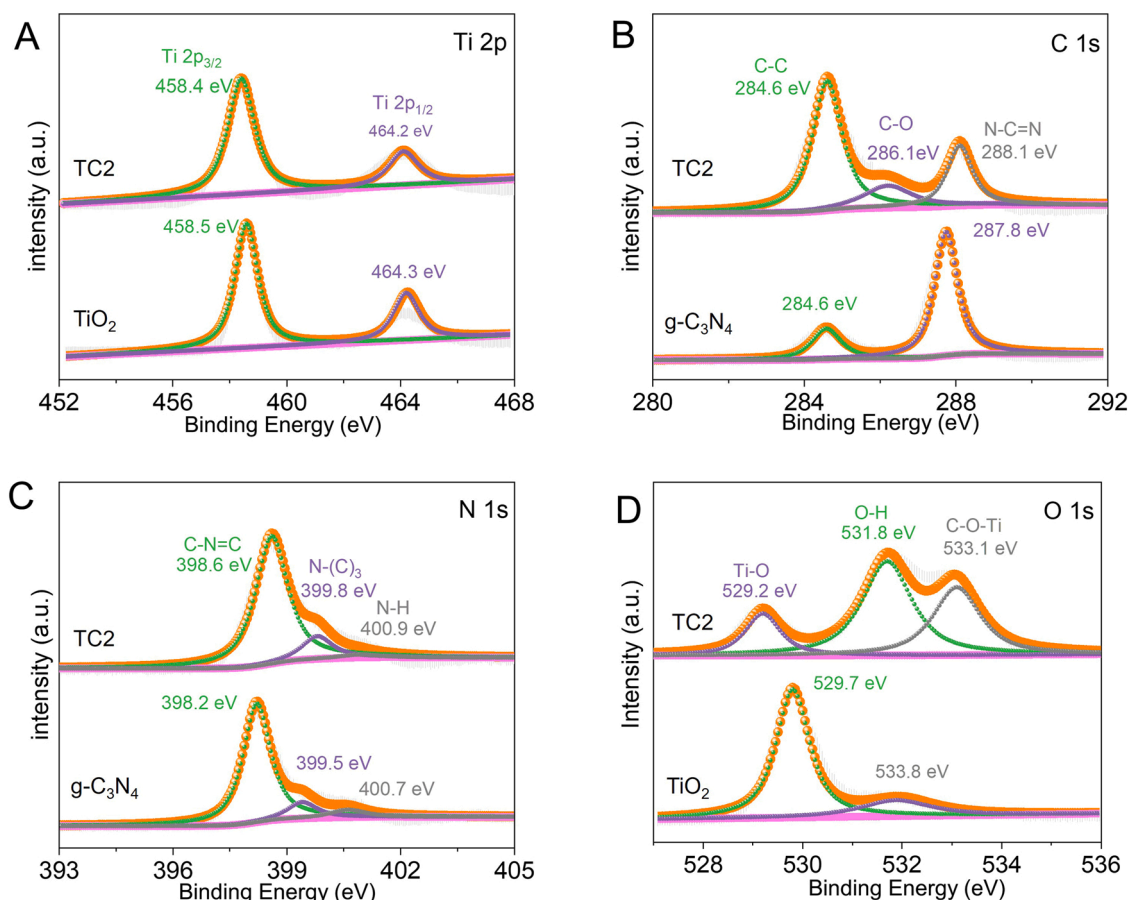 A
Ti 2p
Ti 2p3/2
458.4 eV
Ti 2p1/2
464.2 eV
TC2
458.5 eV
464.3 eV
TiO2
intensity (a.u.)
452 456 460 464 468
Binding Energy (eV)
B
C 1s
C-C
284.6 eV
C-O
286.1eV
N-C=N
288.1 eV
TC2
287.8 eV
284.6 eV
g-C3N4
intensity (a.u.)
280 284 288 292
Binding Energy (eV)
C
N 1s
C-N=C
398.6 eV
N-(C)3
399.8 eV
N-H
400.9 eV
TC2
398.2 eV
399.5 eV
400.7 eV
g-C3N4
intensity (a.u.)
393 396 399 402 405
Binding Energy (eV)
D
O 1s
O-H
531.8 eV
C-O-Ti
533.1 eV
Ti-O
529.2 eV
TC2
529.7 eV
533.8 eV
TiO2
Intensity (a.u.)
528 530 532 534 536
Binding Energy (eV)